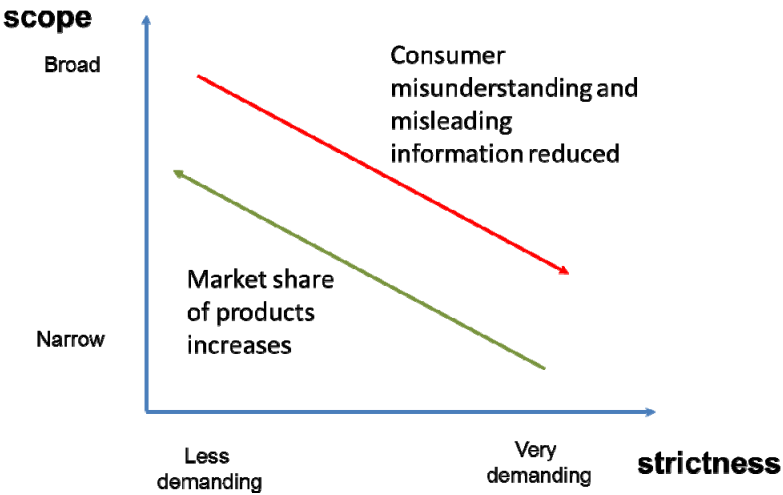 scope
Broad
Consumer
misunderstanding and
misleading
information reduced
Market share
of products
increases
Narrow
Less
demanding
Very
demanding
strictness